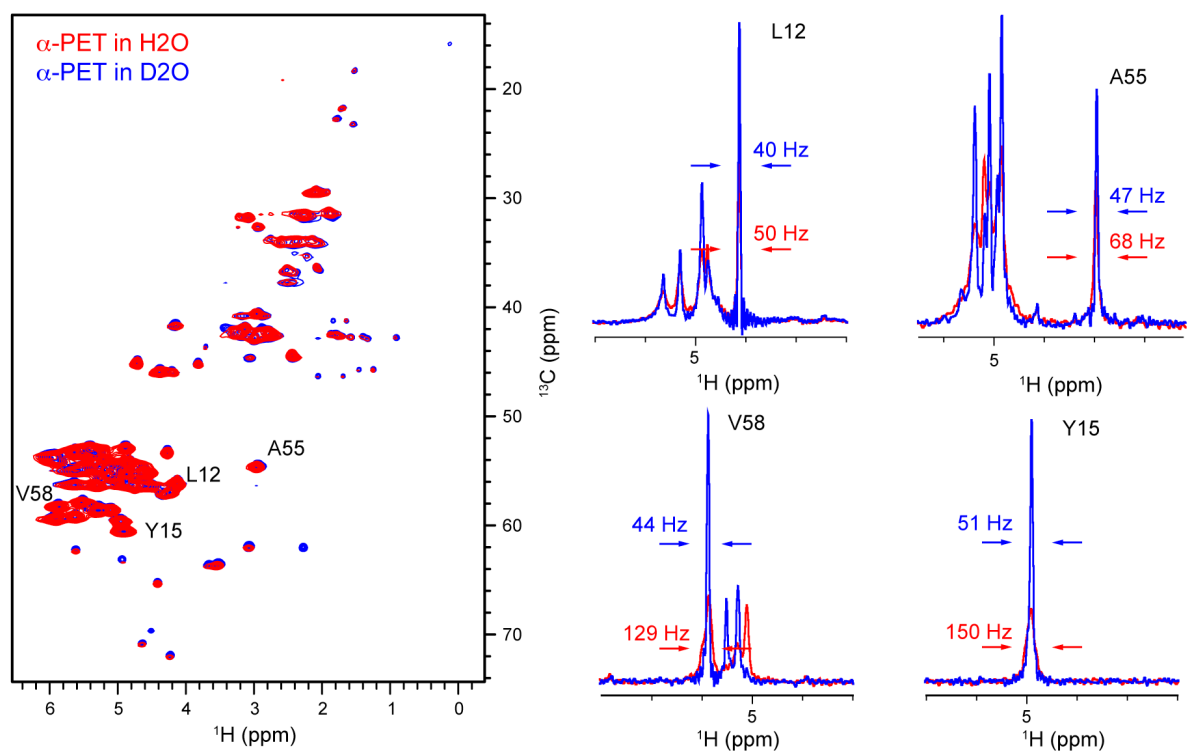 α-PET in H2O
α-PET in D2O
20
30
40
50
60
70
¹³C (ppm)
A55
L12
V58
Y15
6 5 4 3 2 1 0
¹H (ppm)
L12
40 Hz
50 Hz
5
¹H (ppm)
A55
47 Hz
68 Hz
5
¹H (ppm)
V58
44 Hz
129 Hz
5
¹H (ppm)
Y15
51 Hz
150 Hz
5
¹H (ppm)